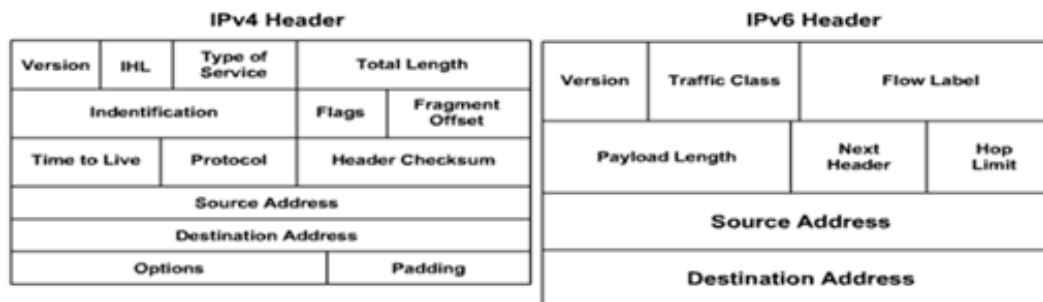 IPv4 Header
Version IHL Type of Service Total Length
Indentification Flags Fragment Offset
Time to Live Protocol Header Checksum
Source Address
Destination Address
Options Padding
IPv6 Header
Version Traffic Class Flow Label
Payload Length Next Header Hop Limit
Source Address
Destination Address